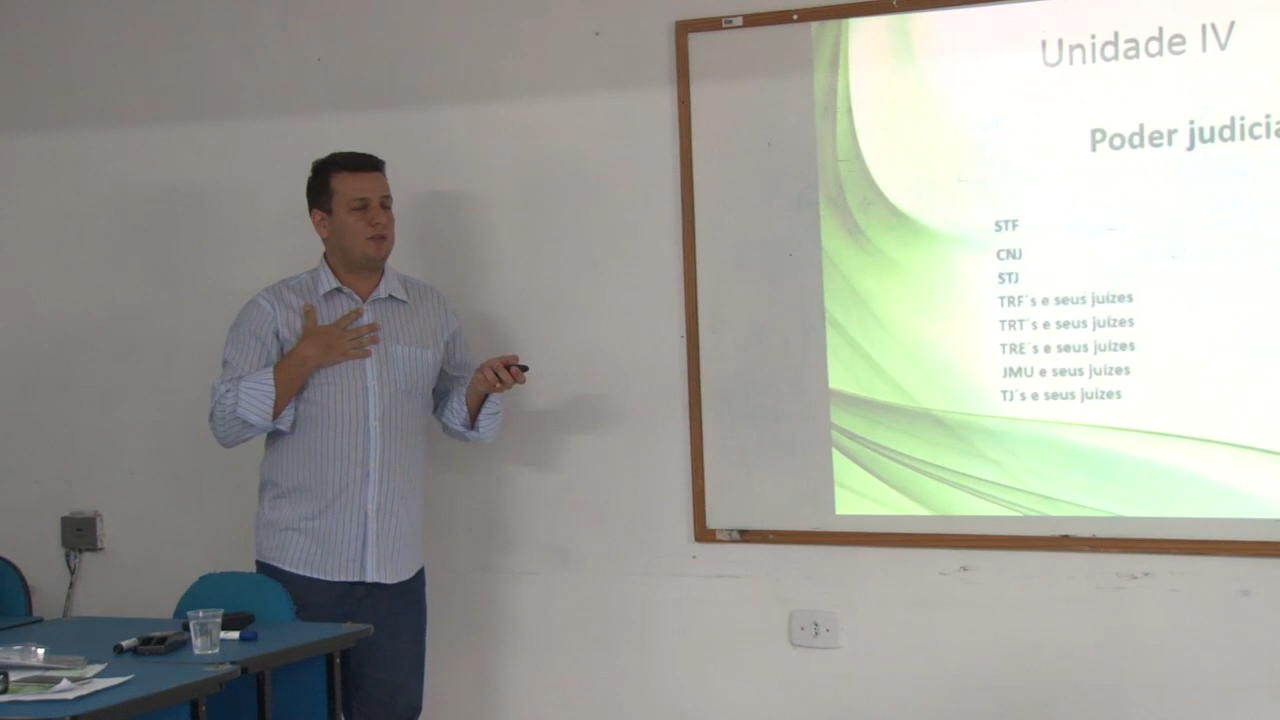 Unidade IV
Poder judicia
STF
CNJ
STJ
TRF´s e seus juízes
TRT´s e seus juízes
TRE´s e seus juízes
JMU e seus juízes
TJ´s e seus juízes